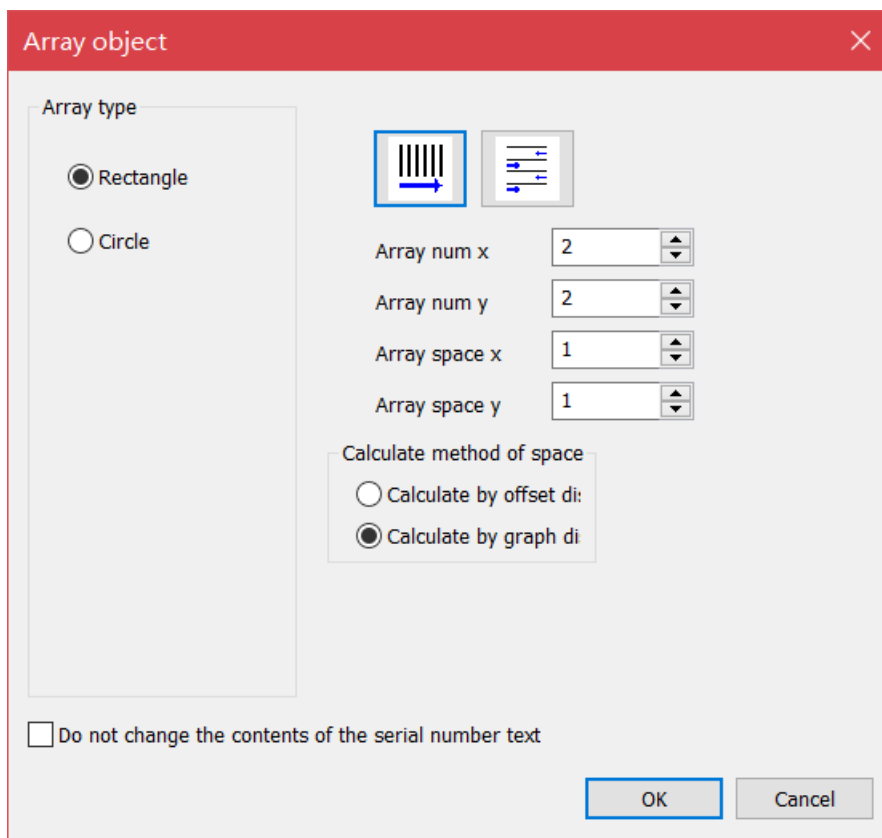 Array object
Array type
Rectangle
Circle
Array num x
2
Array num y
2
Array space x
1
Array space y
1
Calculate method of space
Calculate by offset di
Calculate by graph di
Do not change the contents of the serial number text
OK
Cancel